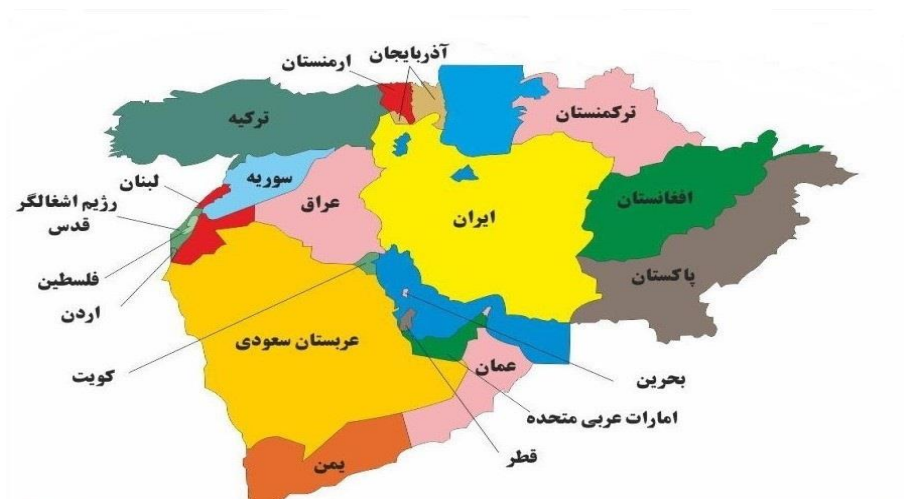 آذربایجان
ارمنستان
ترکمنستان
ترکیه
لبنان
سوریه
رژیم اشغالگر
قدس
عراق
ایران
افغانستان
فلسطین
پاکستان
اردن
عربستان سعودی
کویت
عمان
بحرین
امارات عربی متحده
قطر
یمن